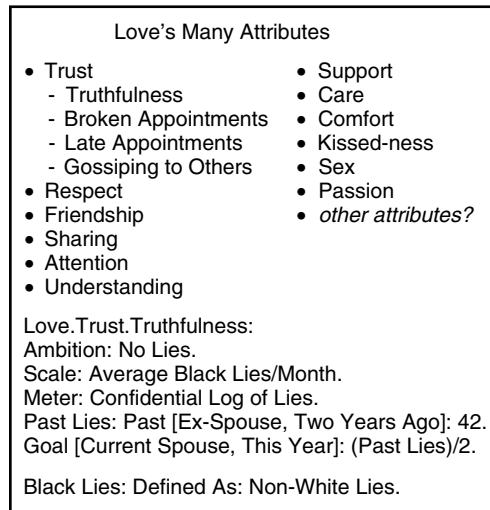 Love's Many Attributes
• Trust
- Truthfulness
- Broken Appointments
- Late Appointments
- Gossiping to Others
• Respect
• Friendship
• Sharing
• Attention
• Understanding
• Support
• Care
• Comfort
• Kissed-ness
• Sex
• Passion
• other attributes?
Love.Trust.Truthfulness:
Ambition: No Lies.
Scale: Average Black Lies/Month.
Meter: Confidential Log of Lies.
Past Lies: Past [Ex-Spouse, Two Years Ago]: 42.
Goal [Current Spouse, This Year]: (Past Lies)/2.
Black Lies: Defined As: Non-White Lies.